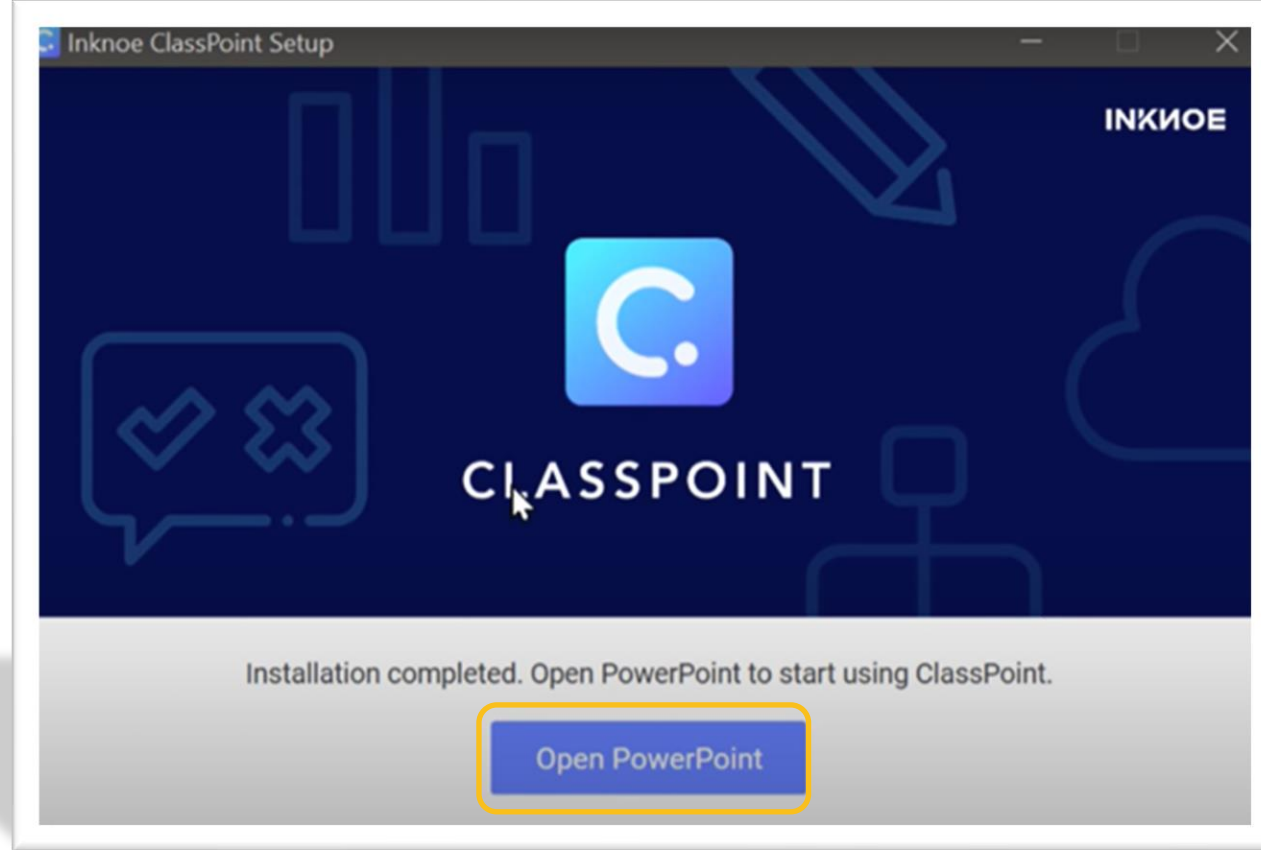 Inknoe ClassPoint Setup
INKNOE
CLASSPOINT
Installation completed. Open PowerPoint to start using ClassPoint.
Open PowerPoint